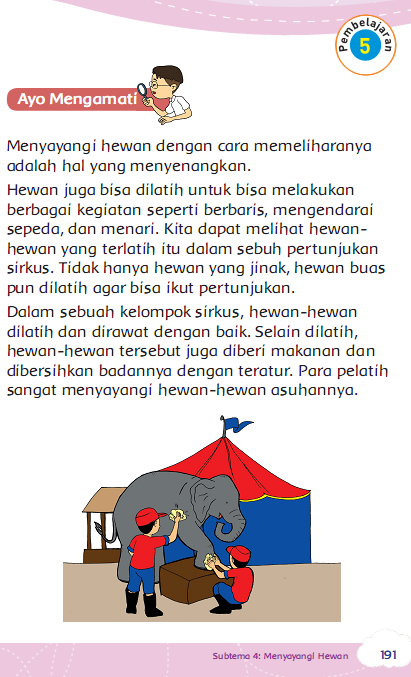 Pembelajaran
5
Ayo Mengamati
Menyayangi hewan dengan cara memeliharanya
adalah hal yang menyenangkan.
Hewan juga bisa dilatih untuk bisa melakukan
berbagai kegiatan seperti berbaris, mengendarai
sepeda, dan menari. Kita dapat melihat hewan-
hewan yang terlatih itu dalam sebuh pertunjukan
sirkus. Tidak hanya hewan yang jinak, hewan buas
pun dilatih agar bisa ikut pertunjukan.
Dalam sebuah kelompok sirkus, hewan-hewan
dilatih dan dirawat dengan baik. Selain dilatih,
hewan-hewan tersebut juga diberi makanan dan
dibersihkan badannya dengan teratur. Para pelatih
sangat menyayangi hewan-hewan asuhannya.
Subtema 4: Menyayangi Hewan
191